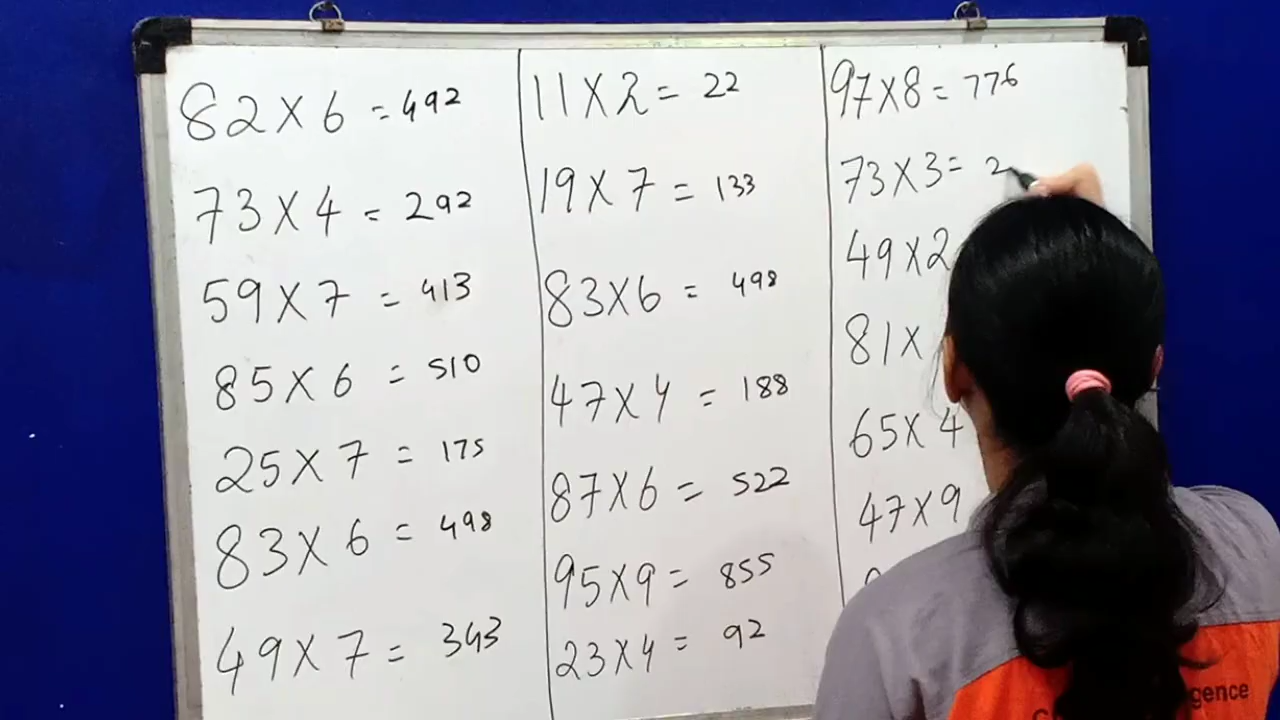 82 X 6 = 492
73 X 4 = 292
59 X 7 = 413
85 X 6 = 510
25 X 7 = 175
83 X 6 = 498
49 X 7 = 343
11 X 2 = 22
19 X 7 = 133
83 X 6 = 498
47 X 4 = 188
87 X 6 = 522
95 X 9 = 855
23 X 4 = 92
97 X 8 = 776
73 X 3 = 2
49 X 2
81 X
65 X 4
47 X 9